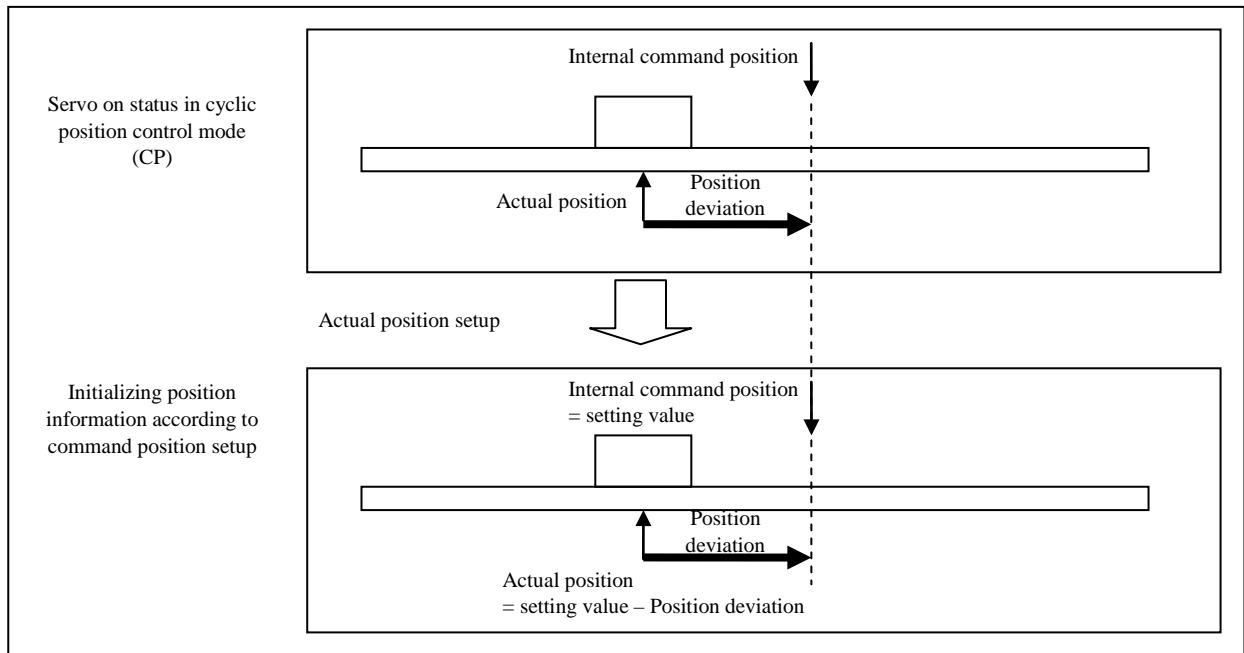 Internal command position
Servo on status in cyclic
position control mode
(CP)
Actual position
Position
deviation
Actual position setup
Initializing position
information according to
command position setup
Internal command position
= setting value
Position
deviation
Actual position
= setting value – Position deviation